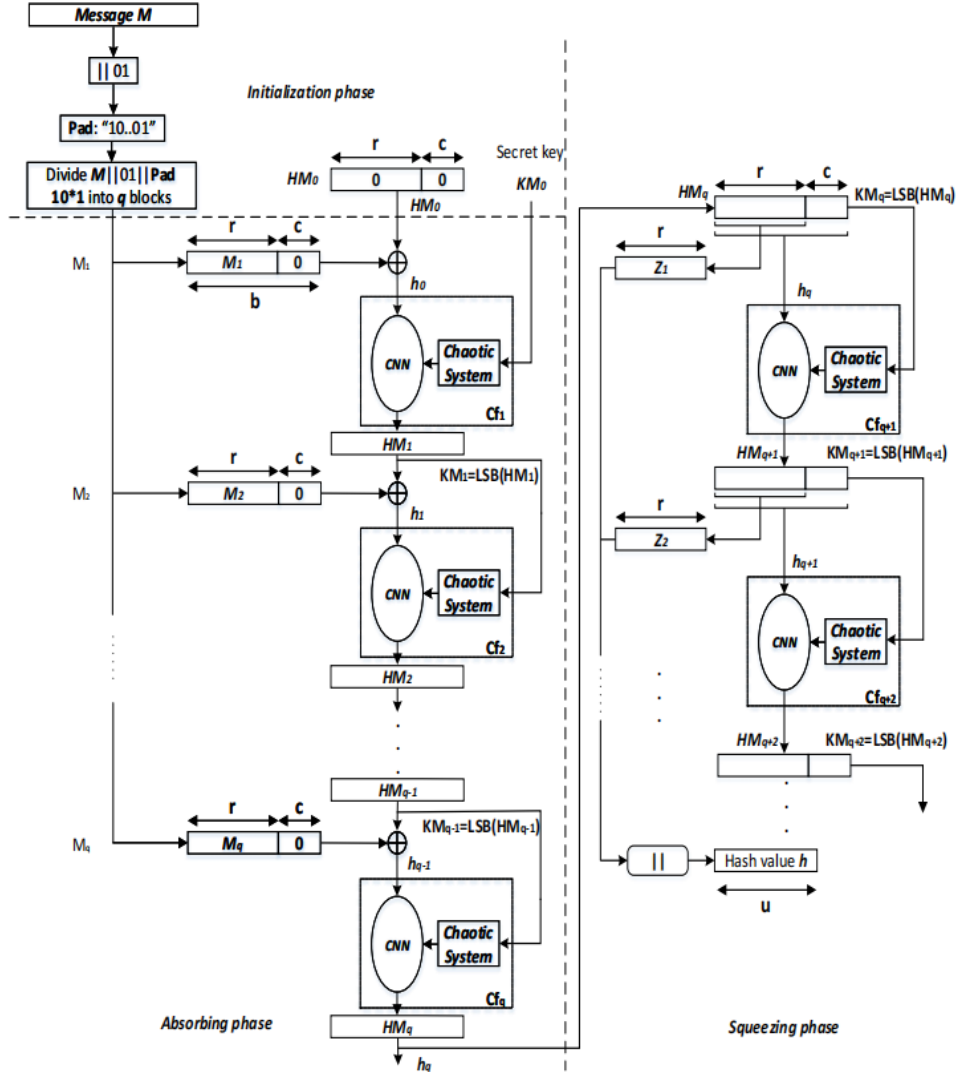 Message M
|| 01
Pad: "10..01"
Divide M||01||Pad
10*1 into q blocks
Initialization phase
r
c
HM0
0
0
HM0
Secret key
KM0
M1
r
c
M1
0
b
h0
CNN
Chaotic
System
Cf1
HM1
KM1=LSB(HM1)
M2
r
c
M2
0
h1
CNN
Chaotic
System
Cf2
HM2
HMq-1
KMq-1=LSB(HMq-1)
Mq
r
c
Mq
0
hq-1
CNN
Chaotic
System
Cfq
HMq
hq
Absorbing phase
r
c
HMq
KMq=LSB(HMq)
r
Z1
hq
CNN
Chaotic
System
Cfq+1
HMq+1
KMq+1=LSB(HMq+1)
r
Z2
hq+1
CNN
Chaotic
System
Cfq+2
HMq+2
KMq+2=LSB(HMq+2)
||
Hash value h
u
Squeezing phase